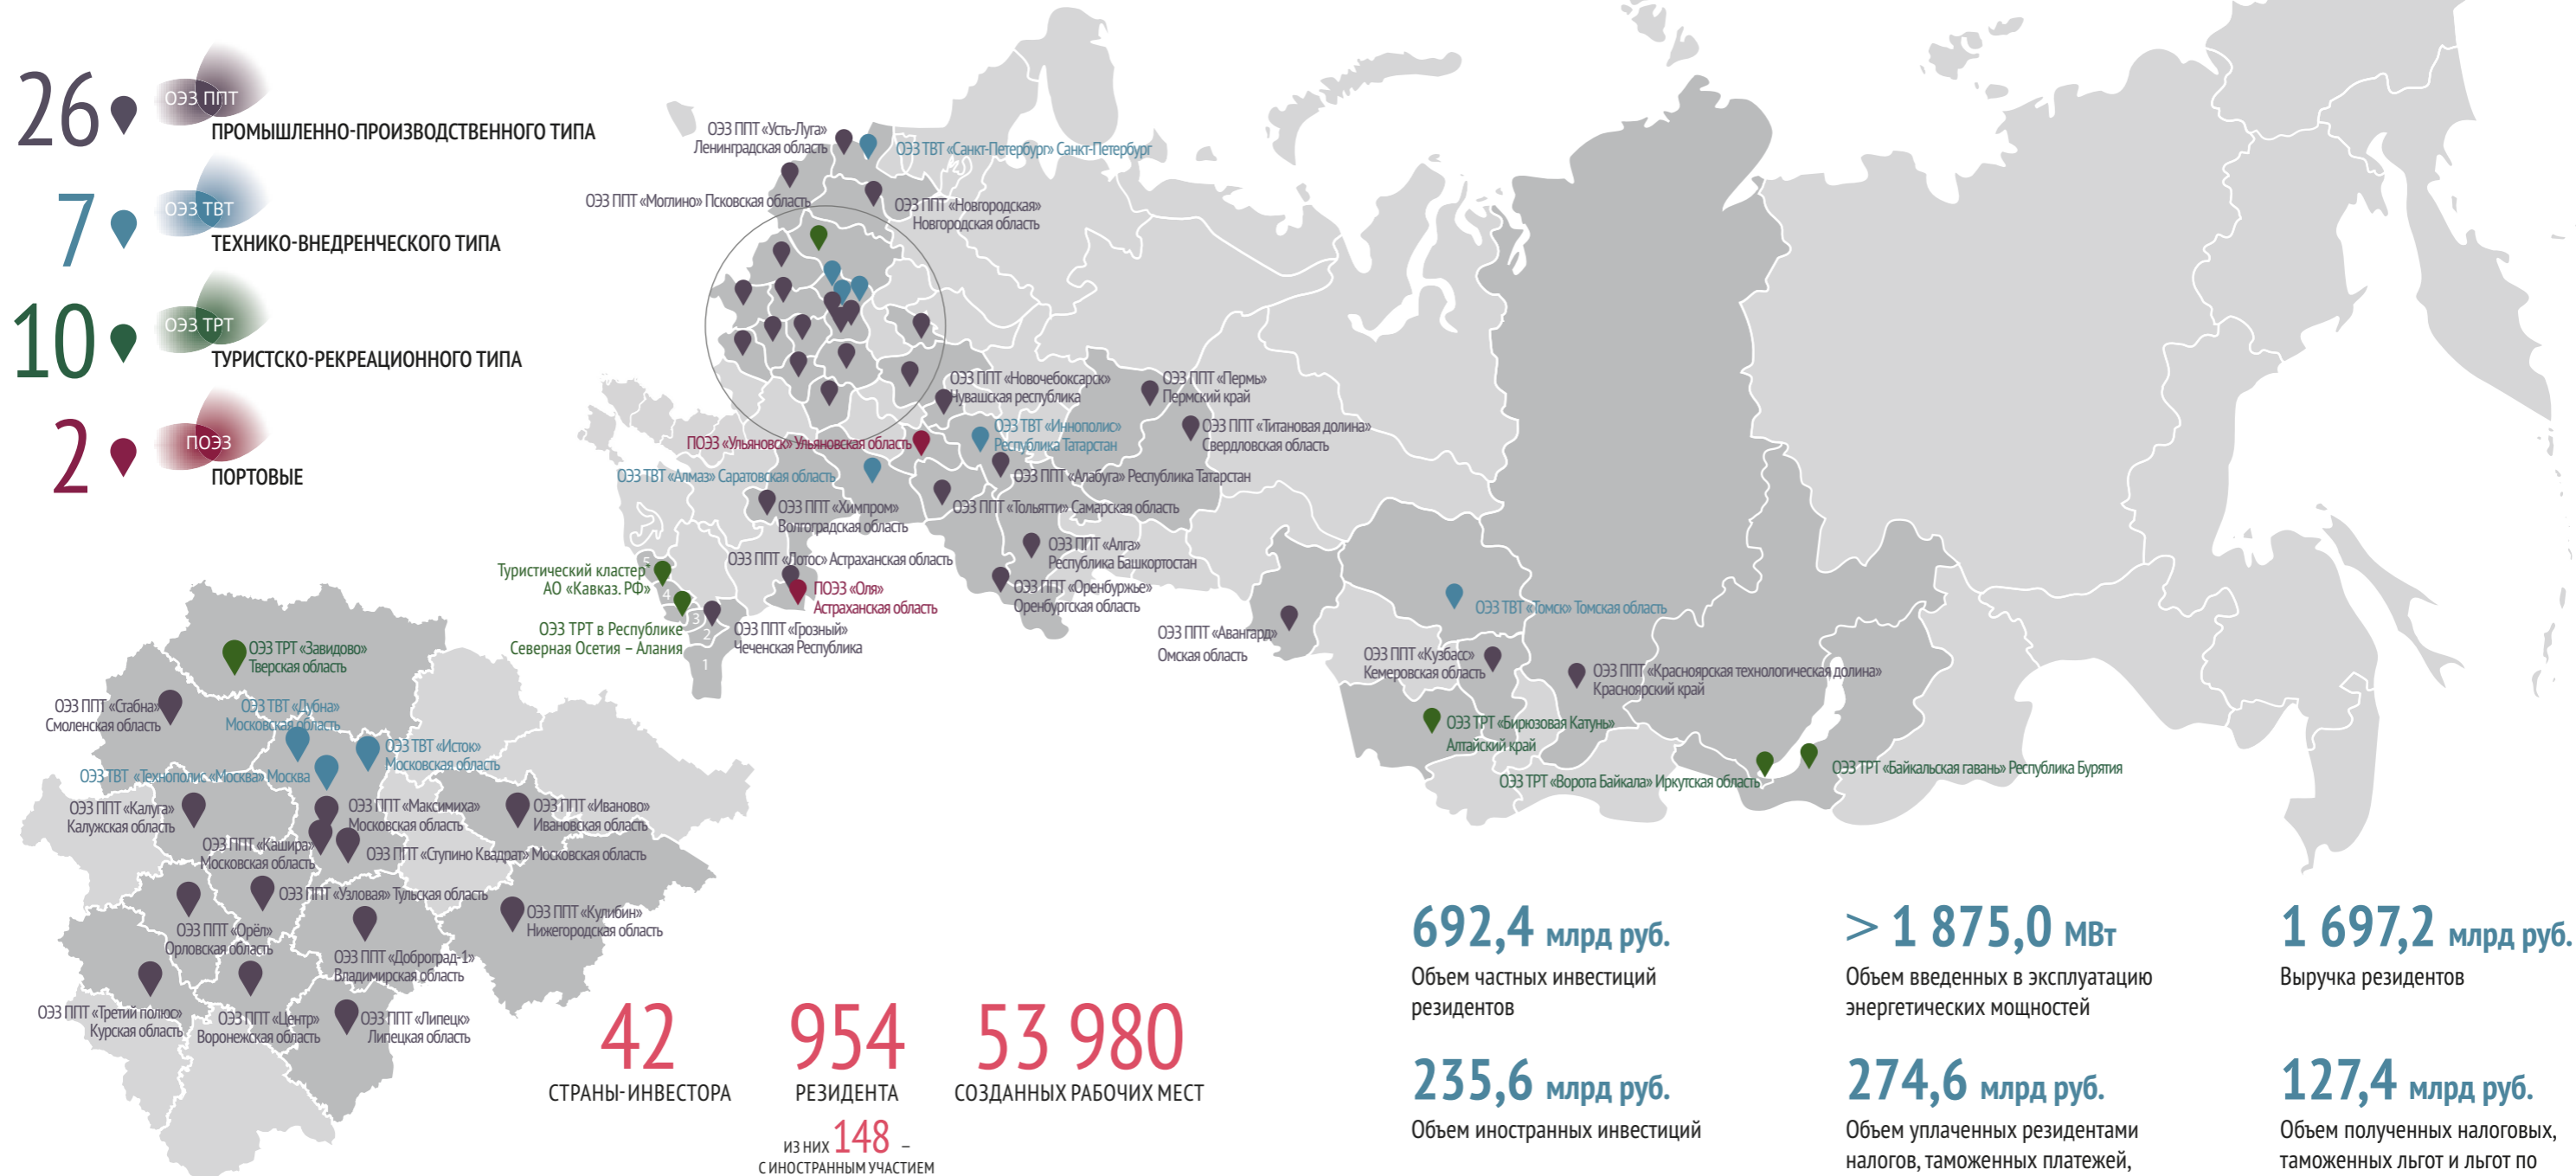 26
ОЭЗ ППТ
ПРОМЫШЛЕННО-ПРОИЗВОДСТВЕННОГО ТИПА
7
ОЭЗ ТВТ
ТЕХНИКО-ВНЕДРЕНЧЕСКОГО ТИПА
10
ОЭЗ ТРТ
ТУРИСТСКО-РЕКРЕАЦИОННОГО ТИПА
2
ПОЭЗ
ПОРТОВЫЕ
ОЭЗ ППТ «Усть-Луга»
Ленинградская область
ОЭЗ ТВТ «Санкт-Петербург» Санкт-Петербург
ОЭЗ ППТ «Моглино» Псковская область
ОЭЗ ППТ «Новгородская»
Новгородская область
ОЭЗ ППТ «Новочебоксарск»
Чувашская республика
ОЭЗ ППТ «Пермь»
Пермский край
ОЭЗ ТВТ «Иннополис»
Республика Татарстан
ОЭЗ ППТ «Титановая долина»
Свердловская область
ПОЭЗ «Ульяновск» Ульяновская область
ОЭЗ ТВТ «Алмаз» Саратовская область
ОЭЗ ППТ «Алабуга» Республика Татарстан
ОЭЗ ППТ «Химпром»
Волгоградская область
ОЭЗ ППТ «Тольятти» Самарская область
ОЭЗ ППТ «Лотос» Астраханская область
ОЭЗ ППТ «Алга»
Республика Башкортостан
Туристический кластер*
АО «Кавказ. РФ»
ПОЭЗ «Оля»
Астраханская область
ОЭЗ ППТ «Оренбуржье»
Оренбургская область
ОЭЗ ТРТ в Республике
Северная Осетия – Алания
5
4
3
2
1
ОЭЗ ППТ «Грозный»
Чеченская Республика
ОЭЗ ППТ «Авангард»
Омская область
ОЭЗ ТВТ «Томск» Томская область
ОЭЗ ППТ «Кузбасс»
Кемеровская область
ОЭЗ ППТ «Красноярская технологическая долина»
Красноярский край
ОЭЗ ТРТ «Бирюзовая Катунь»
Алтайский край
ОЭЗ ТРТ «Ворота Байкала» Иркутская область
ОЭЗ ТРТ «Байкальская гавань» Республика Бурятия
ОЭЗ ТРТ «Завидово»
Тверская область
ОЭЗ ППТ «Стабна»
Смоленская область
ОЭЗ ТВТ «Дубна»
Московская область
ОЭЗ ТВТ «Исток»
Московская область
ОЭЗ ТВТ «Технополис «Москва» Москва
ОЭЗ ППТ «Калуга»
Калужская область
ОЭЗ ППТ «Максимиха»
Московская область
ОЭЗ ППТ «Иваново»
Ивановская область
ОЭЗ ППТ «Кашира»
Московская область
ОЭЗ ППТ «Ступино Квадрат» Московская область
ОЭЗ ППТ «Узловая» Тульская область
ОЭЗ ППТ «Кулибин»
Нижегородская область
ОЭЗ ППТ «Орёл»
Орловская область
ОЭЗ ППТ «Доброград-1»
Владимирская область
ОЭЗ ППТ «Третий полюс»
Курская область
ОЭЗ ППТ «Центр»
Воронежская область
ОЭЗ ППТ «Липецк»
Липецкая область
42
СТРАНЫ-ИНВЕСТОРА
954
РЕЗИДЕНТА
ИЗ НИХ 148 –
С ИНОСТРАННЫМ УЧАСТИЕМ
53 980
СОЗДАННЫХ РАБОЧИХ МЕСТ
692,4 млрд руб.
Объем частных инвестиций
резидентов
> 1 875,0 МВт
Объем введенных в эксплуатацию
энергетических мощностей
1 697,2 млрд руб.
Выручка резидентов
235,6 млрд руб.
Объем иностранных инвестиций
274,6 млрд руб.
Объем уплаченных резидентами
налогов, таможенных платежей,
127,4 млрд руб.
Объем полученных налоговых,
таможенных льгот и льгот по